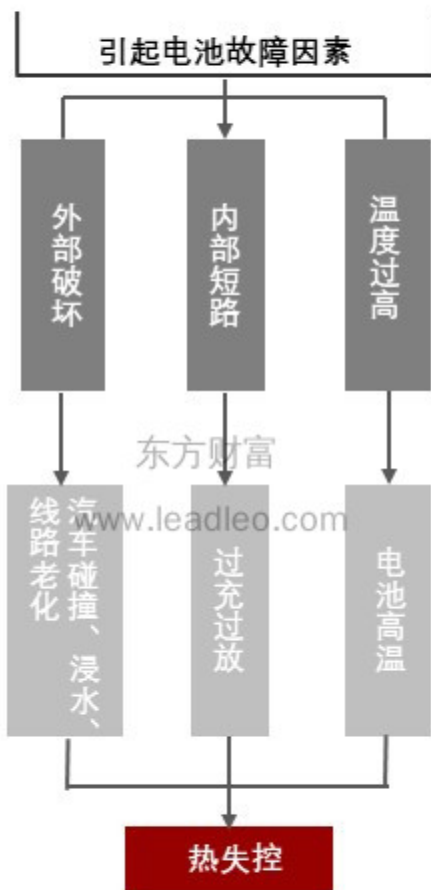 引起电池故障因素
外部破坏
内部短路
温度过高
东方财富
www.leadleo.com
汽车碰撞、浸水、
线路老化
过充过放
电池高温
热失控